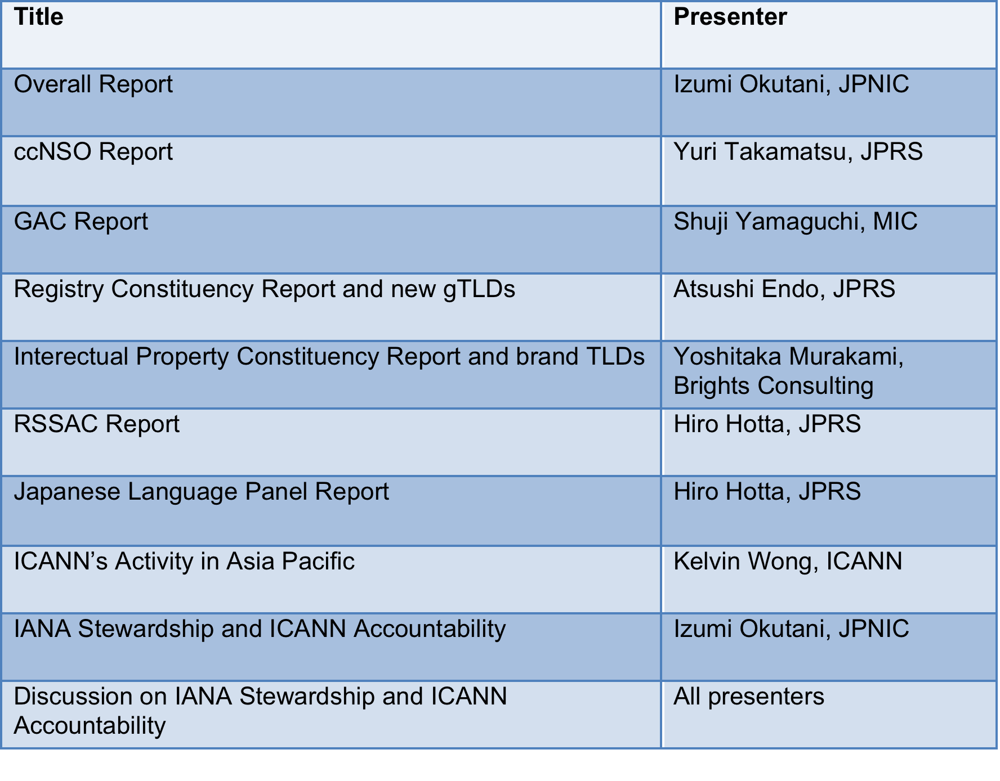 Title
Presenter
Overall Report
Izumi Okutani, JPNIC
ccNSO Report
Yuri Takamatsu, JPRS
GAC Report
Shuji Yamaguchi, MIC
Registry Constituency Report and new gTLDs
Atsushi Endo, JPRS
Interectual Property Constituency Report and brand TLDs
Yoshitaka Murakami,
Brights Consulting
RSSAC Report
Hiro Hotta, JPRS
Japanese Language Panel Report
Hiro Hotta, JPRS
ICANN’s Activity in Asia Pacific
Kelvin Wong, ICANN
IANA Stewardship and ICANN Accountability
Izumi Okutani, JPNIC
Discussion on IANA Stewardship and ICANN
Accountability
All presenters